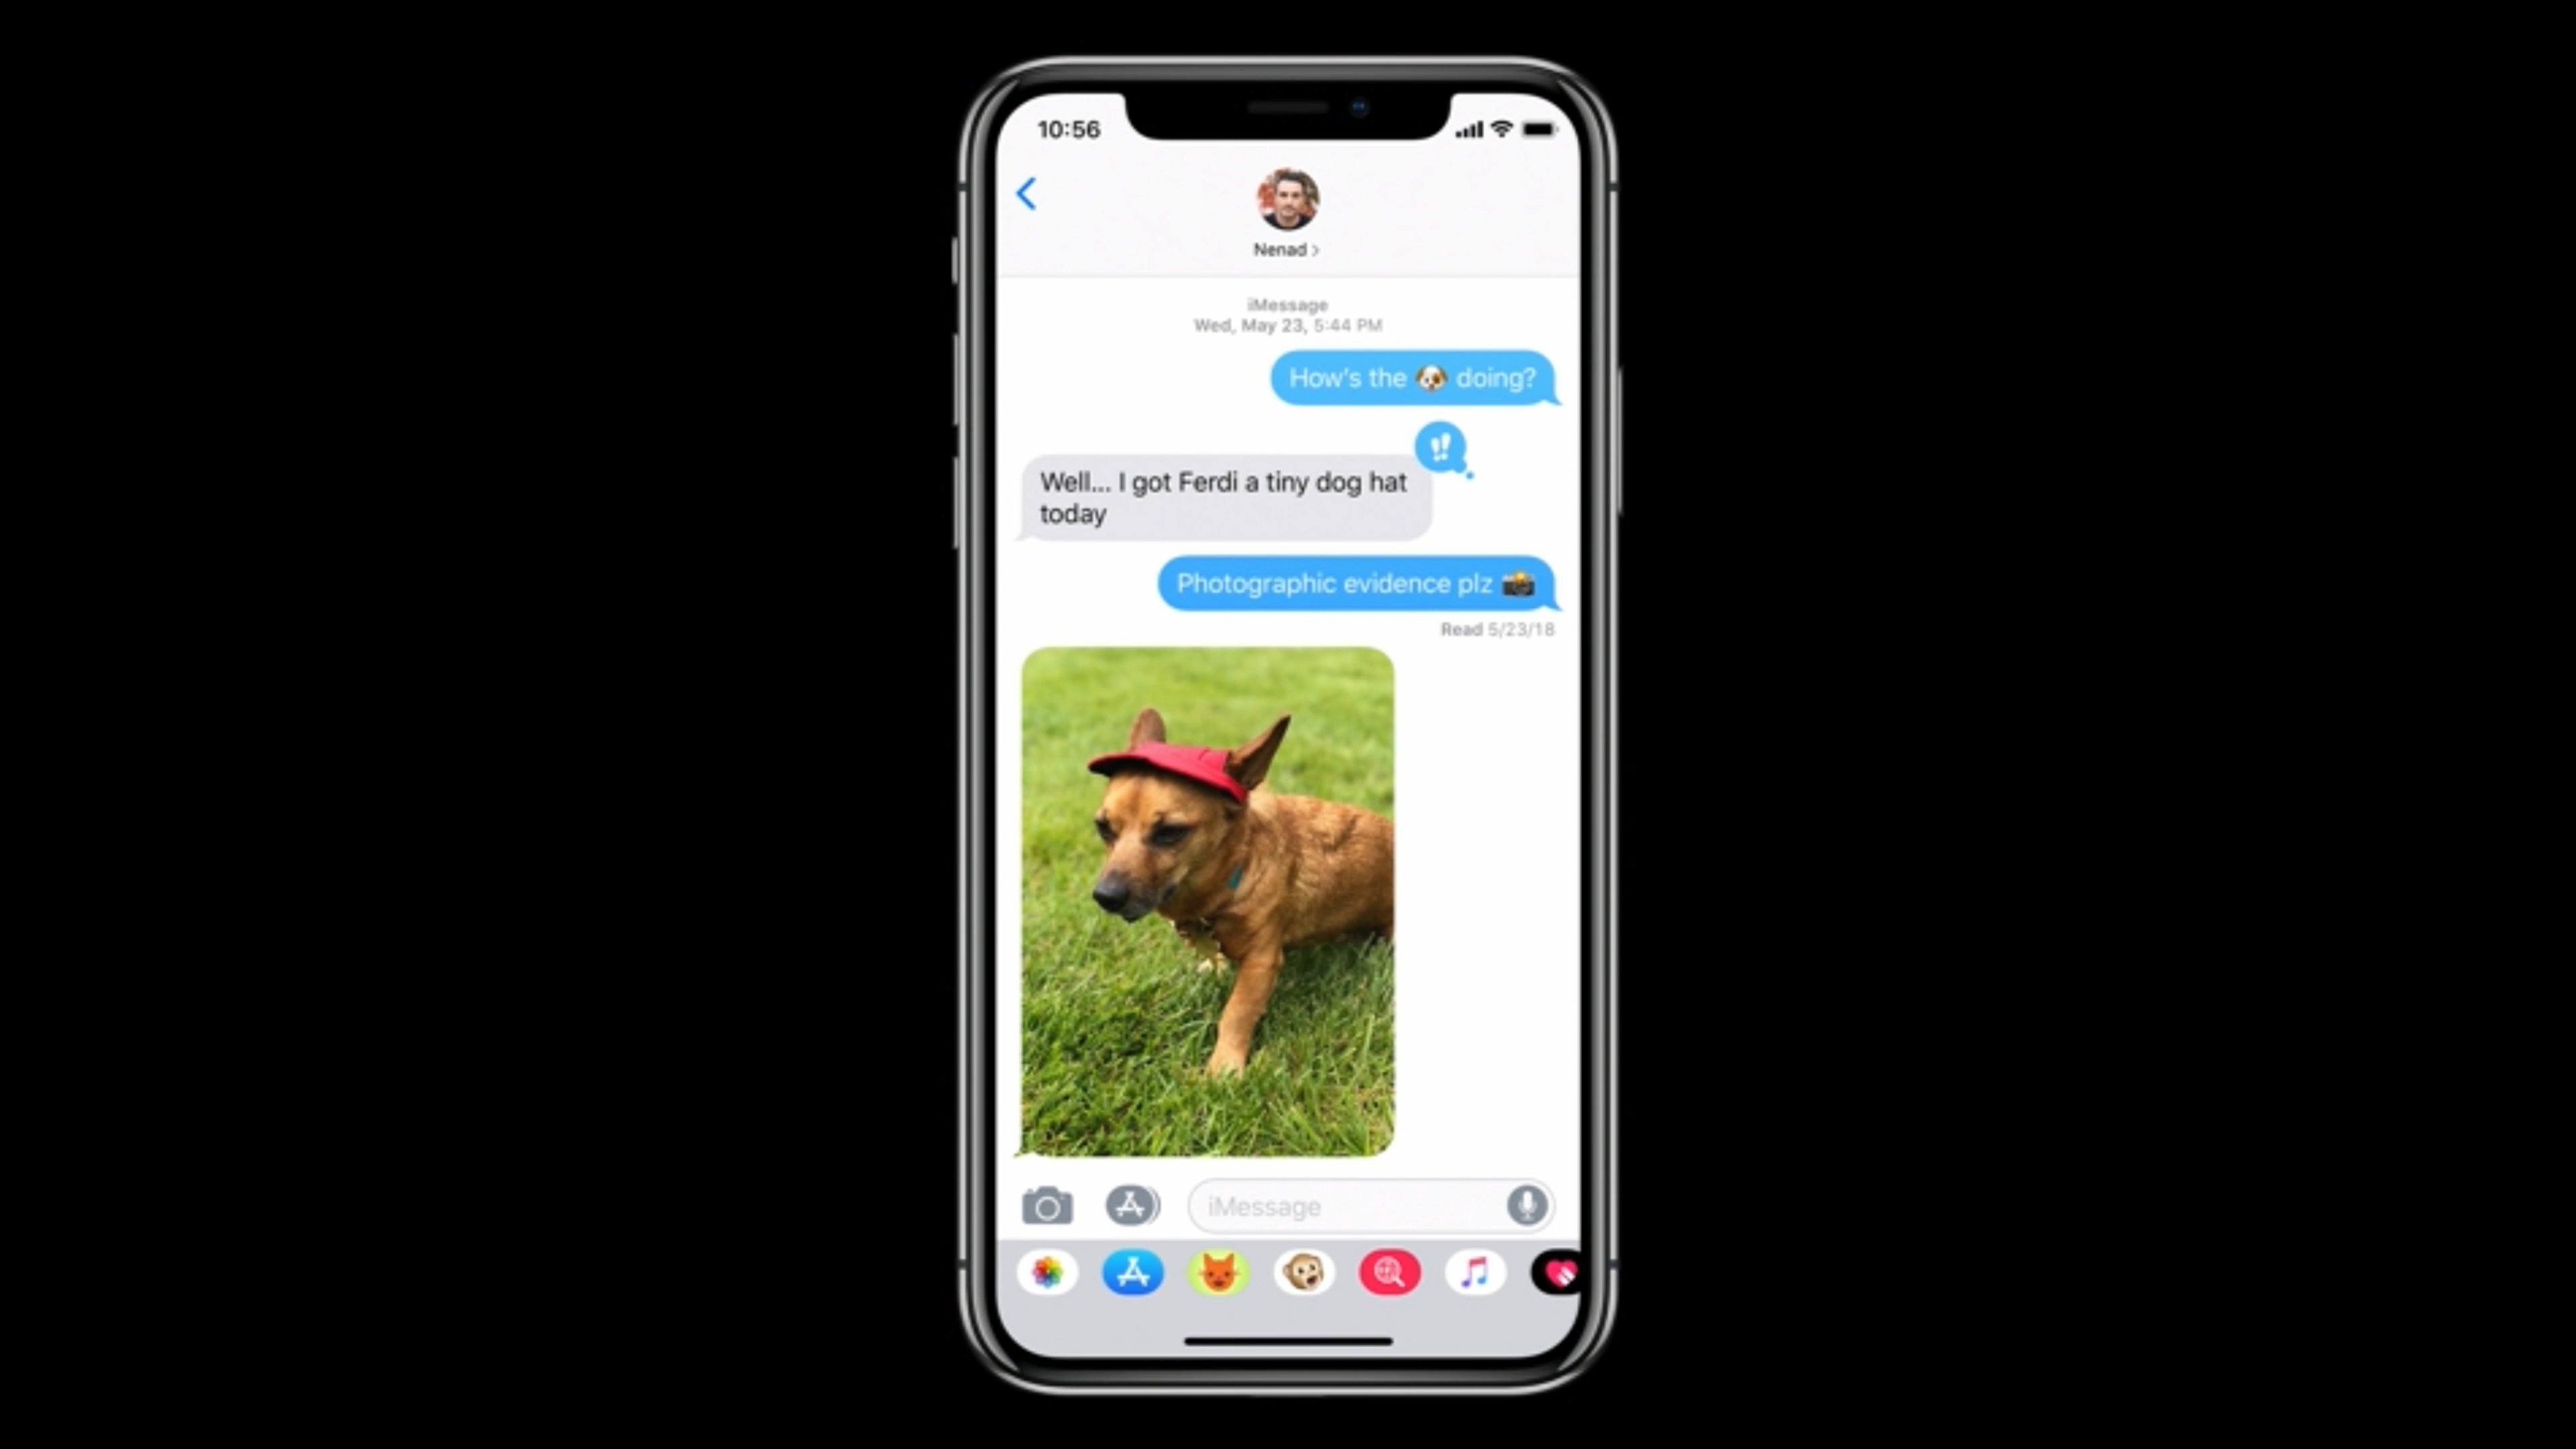 10:56
Nenad >
iMessage
Wed, May 23, 5:44 PM
How's the 🐶 doing?
Well... I got Ferdi a tiny dog hat
today
Photographic evidence plz 📸
Read 5/23/18
iMessage